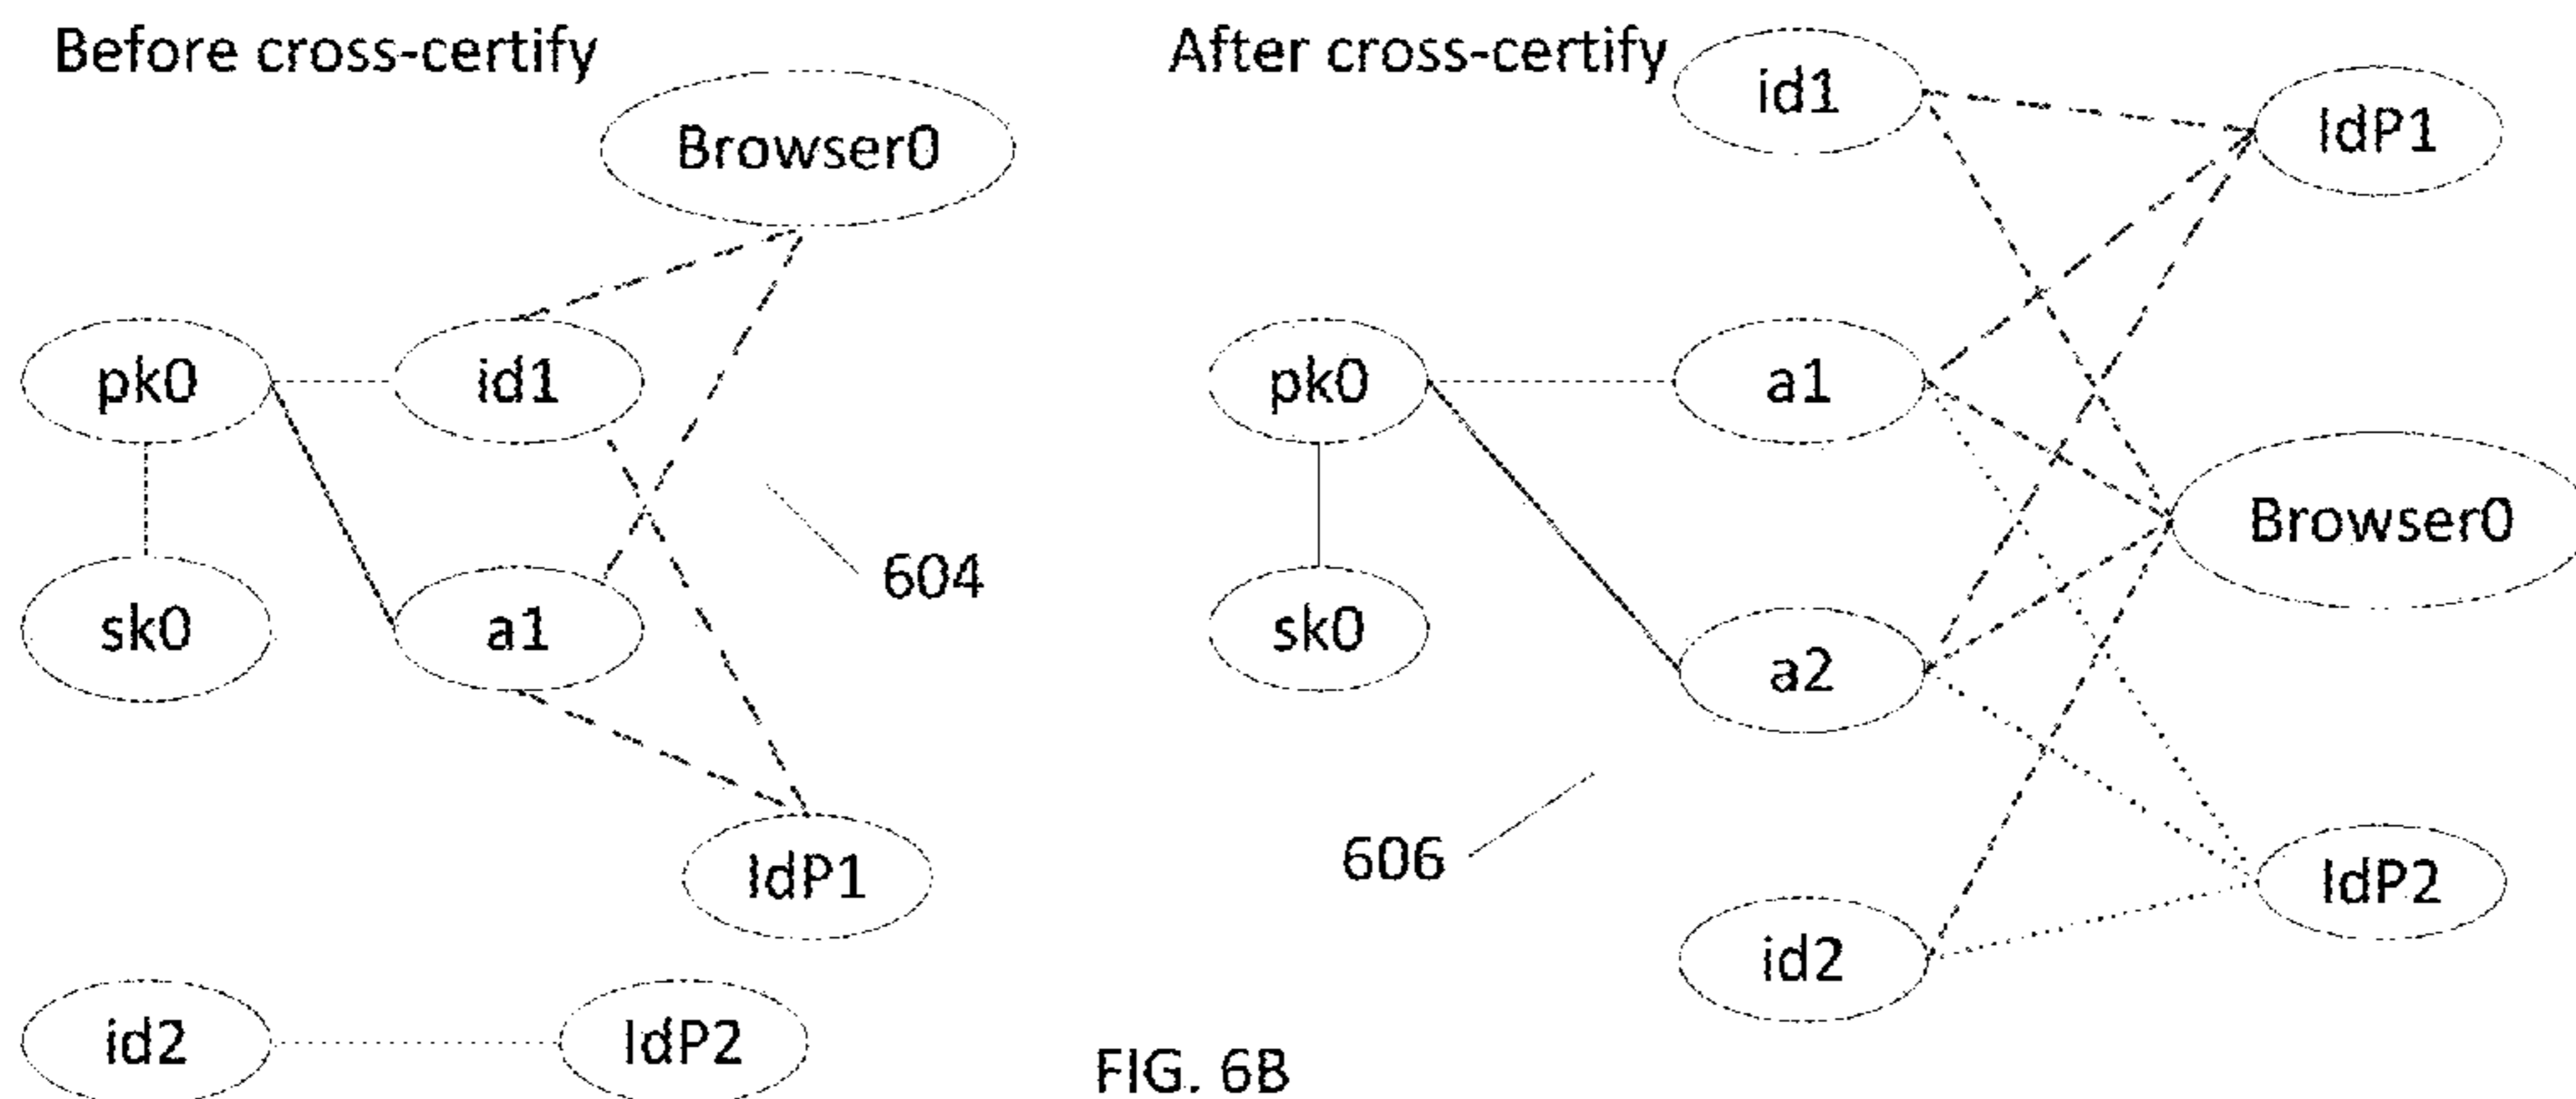 Before cross-certify
Browser0
pk0
id1
sk0
a1
604
IdP1
id2
IdP2
After cross-certify
id1
IdP1
pk0
a1
Browser0
sk0
a2
606
IdP2
id2
FIG. 6B